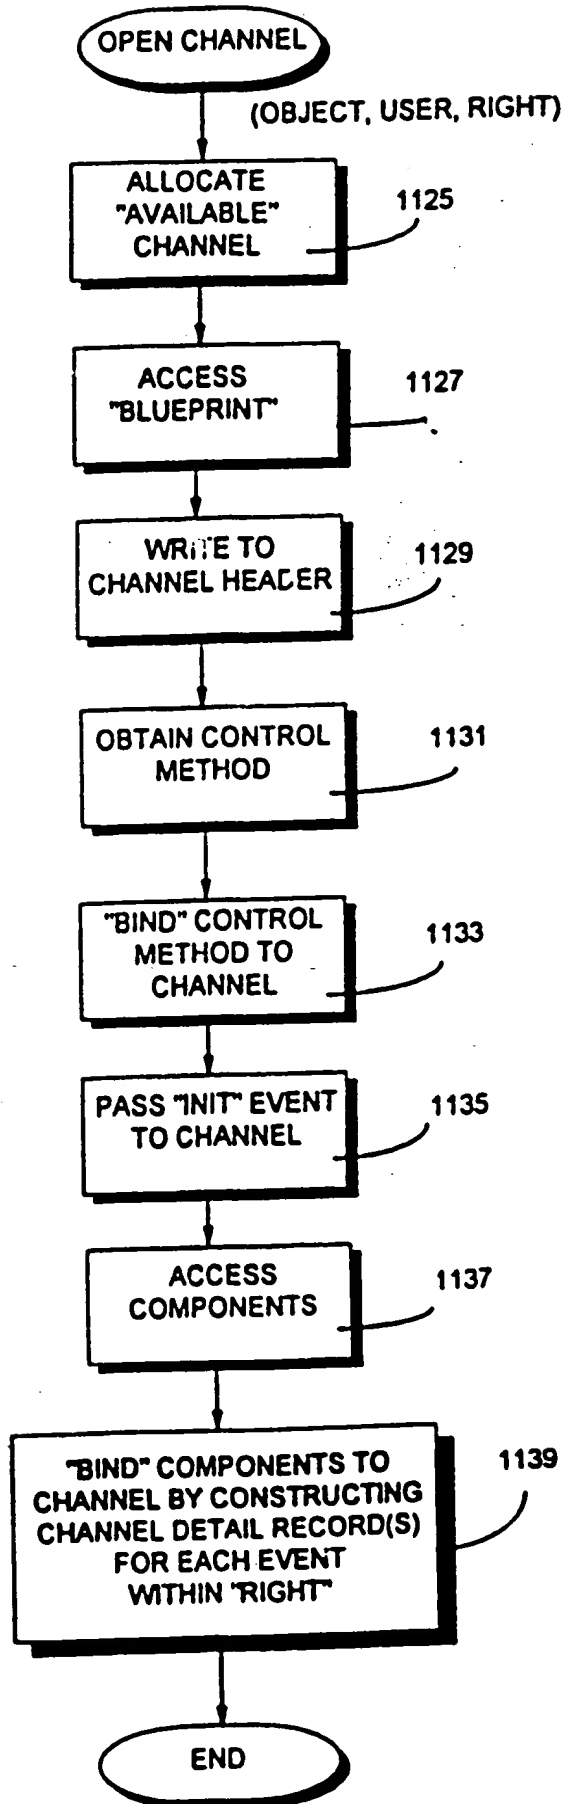 OPEN CHANNEL
(OBJECT, USER, RIGHT)
ALLOCATE
"AVAILABLE"
CHANNEL
1125
ACCESS
"BLUEPRINT"
1127
WRITE TO
CHANNEL HEADER
1129
OBTAIN CONTROL
METHOD
1131
"BIND" CONTROL
METHOD TO
CHANNEL
1133
PASS "INIT" EVENT
TO CHANNEL
1135
ACCESS
COMPONENTS
1137
"BIND" COMPONENTS TO
CHANNEL BY CONSTRUCTING
CHANNEL DETAIL RECORD(S)
FOR EACH EVENT
WITHIN "RIGHT"
1139
END